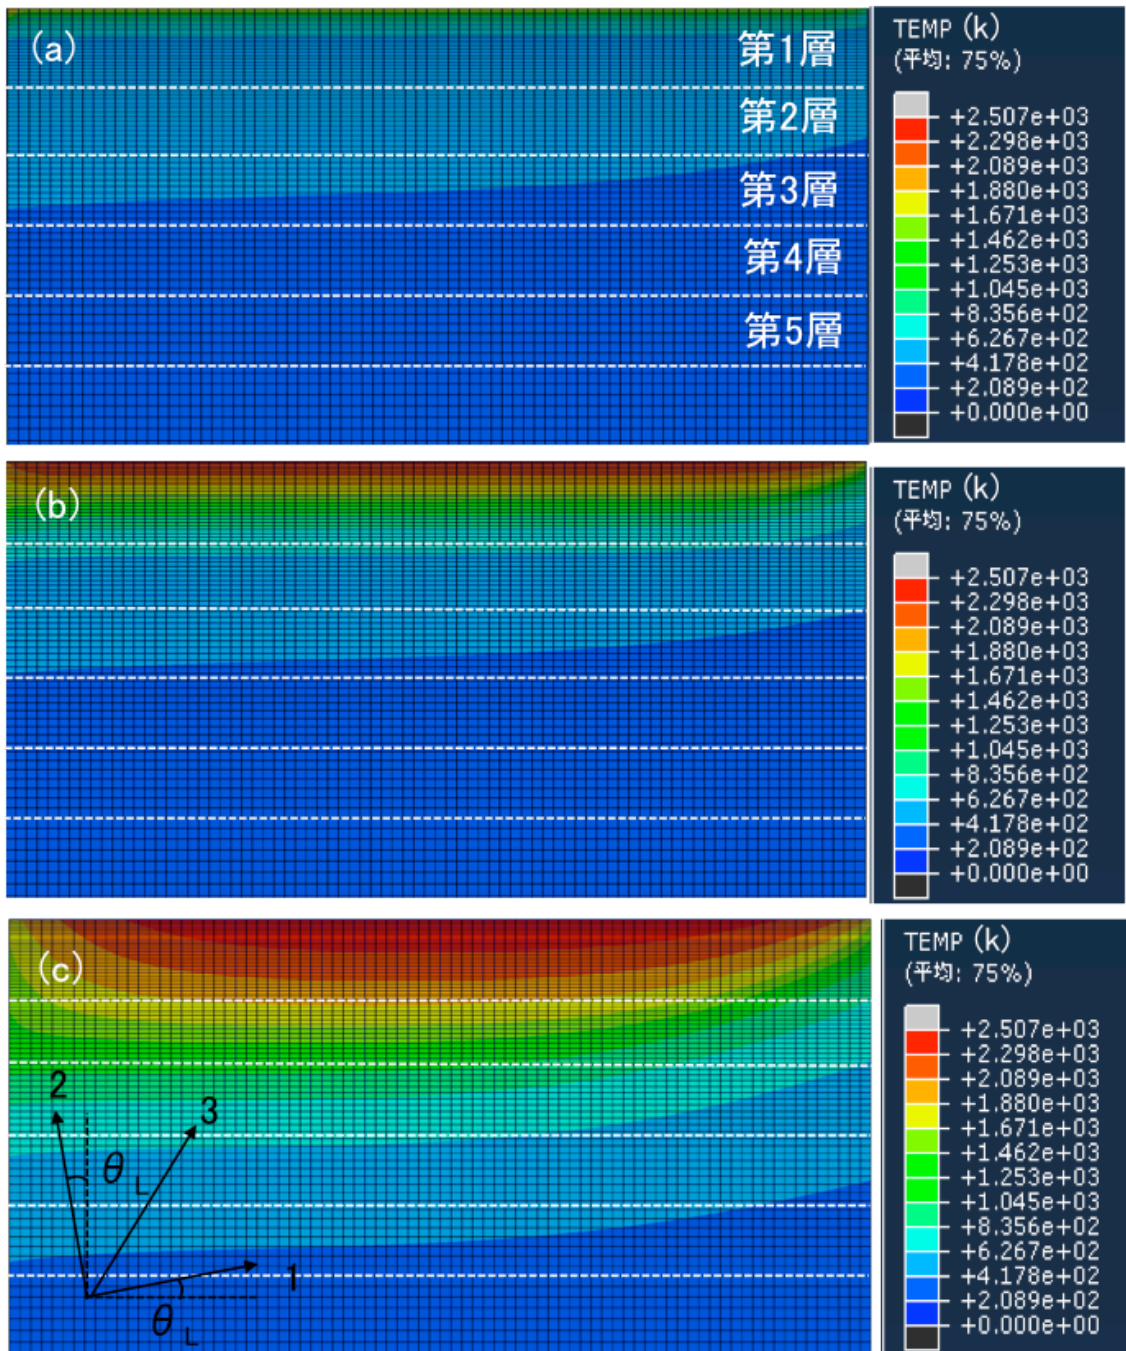 (a)
第1層
第2層
第3層
第4層
第5層
TEMP (k)
(平均: 75%)
+2.507e+03
+2.298e+03
+2.089e+03
+1.880e+03
+1.671e+03
+1.462e+03
+1.253e+03
+1.045e+03
+8.356e+02
+6.267e+02
+4.178e+02
+2.089e+02
+0.000e+00
(b)
TEMP (k)
(平均: 75%)
+2.507e+03
+2.298e+03
+2.089e+03
+1.880e+03
+1.671e+03
+1.462e+03
+1.253e+03
+1.045e+03
+8.356e+02
+6.267e+02
+4.178e+02
+2.089e+02
+0.000e+00
(c)
2
3
θL
1
θL
TEMP (k)
(平均: 75%)
+2.507e+03
+2.298e+03
+2.089e+03
+1.880e+03
+1.671e+03
+1.462e+03
+1.253e+03
+1.045e+03
+8.356e+02
+6.267e+02
+4.178e+02
+2.089e+02
+0.000e+00